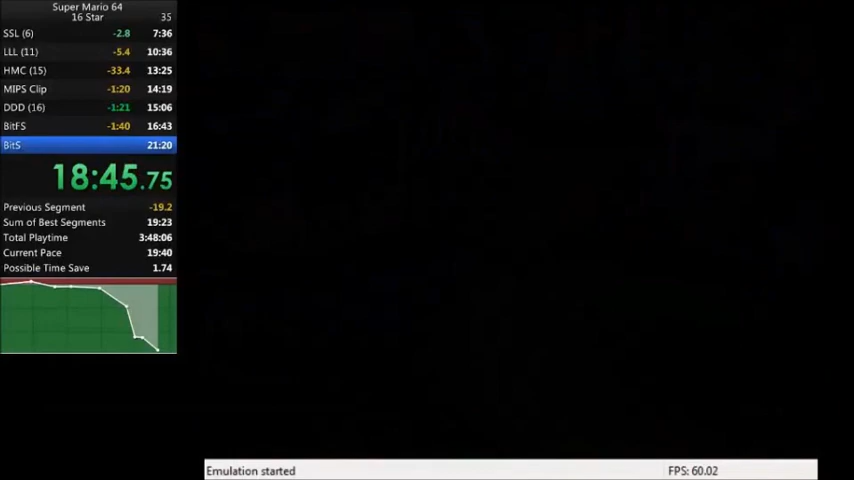 Super Mario 64
16 Star 35
SSL (6) -2.8 7:36
LLL (11) -5.4 10:36
HMC (15) -33.4 13:25
MIPS Clip -1:20 14:19
DDD (16) -1:21 15:06
BitFS -1:40 16:43
BitS 21:20
18:45.75
Previous Segment -19.2
Sum of Best Segments 19:23
Total Playtime 3:48:06
Current Pace 19:40
Possible Time Save 1.74
Emulation started FPS: 60.02